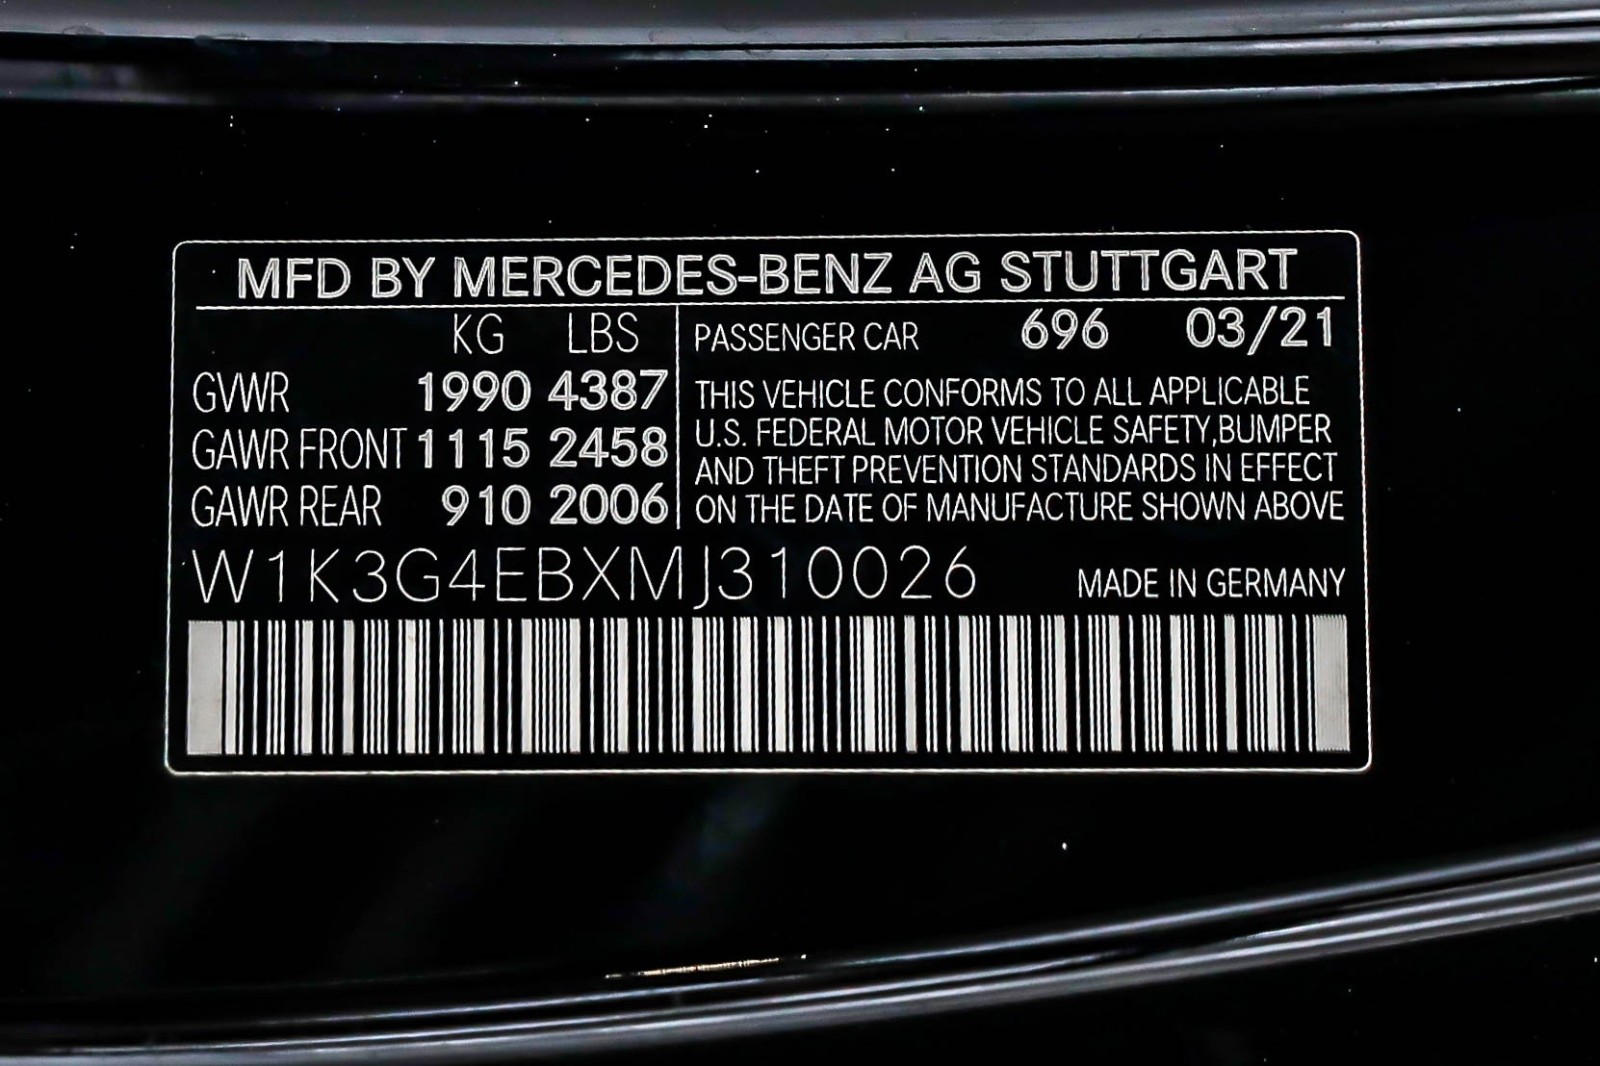 MFD BY MERCEDES-BENZ AG STUTTGART
KG LBS
GVWR 1990 4387
GAWR FRONT 1115 2458
GAWR REAR 910 2006
PASSENGER CAR 696 03/21
THIS VEHICLE CONFORMS TO ALL APPLICABLE
U.S. FEDERAL MOTOR VEHICLE SAFETY,BUMPER
AND THEFT PREVENTION STANDARDS IN EFFECT
ON THE DATE OF MANUFACTURE SHOWN ABOVE
W1K3G4EBXMJ310026
MADE IN GERMANY